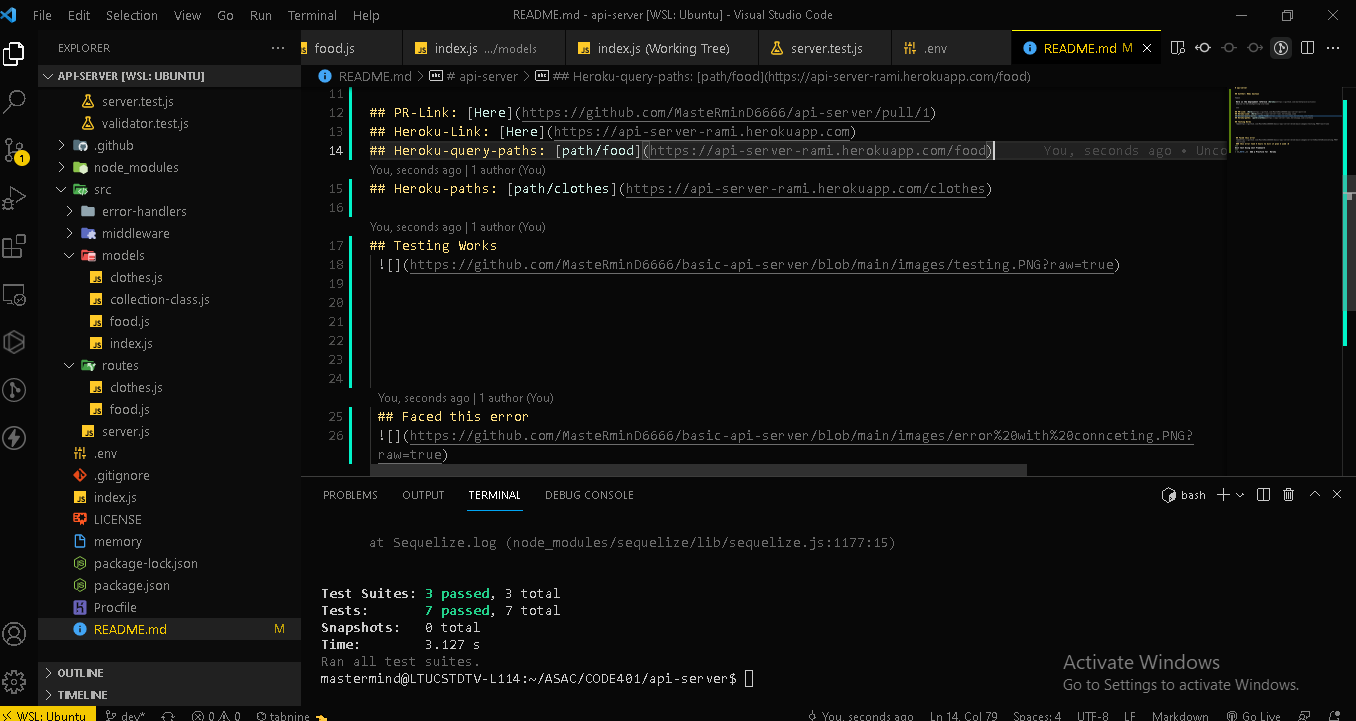 File Edit Selection View Go Run Terminal Help README.md - api-server [WSL: Ubuntu] - Visual Studio Code
EXPLORER ···
food.js index.js .../models index.js (Working Tree) server.test.js .env README.md M
API-SERVER [WSL: UBUNTU]
README.md > # api-server > ## Heroku-query-paths: [path/food](https://api-server-rami.herokuapp.com/food)
server.test.js
validator.test.js
.github
node_modules
src
error-handlers
middleware
models
clothes.js
collection-class.js
food.js
index.js
routes
clothes.js
food.js
server.js
.env
.gitignore
index.js
LICENSE
memory
package-lock.json
package.json
Procfile
README.md M
OUTLINE
TIMELINE
1
11
12 ## PR-Link: [Here](https://github.com/MasteRminD6666/api-server/pull/1)
13 ## Heroku-Link: [Here](https://api-server-rami.herokuapp.com)
14 ## Heroku-query-paths: [path/food](https://api-server-rami.herokuapp.com/food) You, seconds ago • Uncc
You, seconds ago | 1 author (You)
15 ## Heroku-paths: [path/clothes](https://api-server-rami.herokuapp.com/clothes)
16
You, seconds ago | 1 author (You)
17 ## Testing Works
18 ![](https://github.com/MasteRminD6666/basic-api-server/blob/main/images/testing.PNG?raw=true)
19
20
21
22
23
24
You, seconds ago | 1 author (You)
25 ## Faced this error
26 ![](https://github.com/MasteRminD6666/basic-api-server/blob/main/images/error%20with%20connceting.PNG?
raw=true)
PROBLEMS OUTPUT TERMINAL DEBUG CONSOLE bash
at Sequelize.log (node_modules/sequelize/lib/sequelize.js:1177:15)
Test Suites: 3 passed, 3 total
Tests: 7 passed, 7 total
Snapshots: 0 total
Time: 3.127 s
Ran all test suites.
mastermind@LTUCSTDTV-L114:~/ASAC/CODE401/api-server$
Activate Windows
Go to Settings to activate Windows.
WSL: Ubuntu dev* 0 0 tabnine You, seconds ago Ln 14, Col 79 Spaces: 4 UTF-8 LF Markdown Go Live